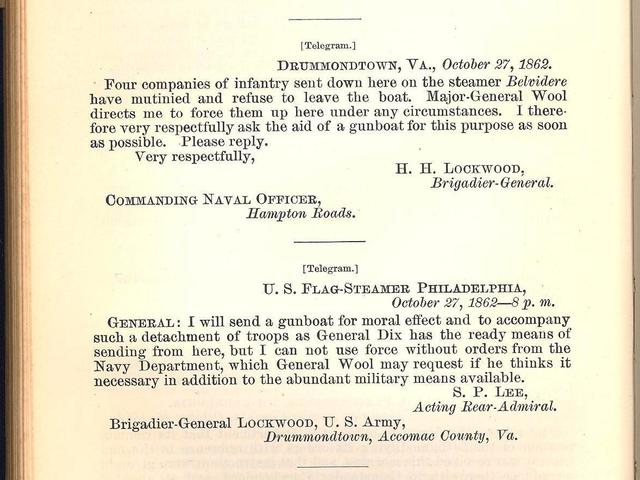 [Telegram.]
DRUMMONDTOWN, VA., October 27, 1862.
Four companies of infantry sent down here on the steamer Belvidere
have mutinied and refuse to leave the boat. Major-General Wool
directs me to force them up here under any circumstances. I there-
fore very respectfully ask the aid of a gunboat for this purpose as soon
as possible. Please reply.
Very respectfully,
H. H. LOCKWOOD,
Brigadier-General.
COMMANDING NAVAL OFFICER,
Hampton Roads.
[Telegram.]
U. S. FLAG-STEAMER PHILADELPHIA,
October 27, 1862—8 p. m.
GENERAL: I will send a gunboat for moral effect and to accompany
such a detachment of troops as General Dix has the ready means of
sending from here, but I can not use force without orders from the
Navy Department, which General Wool may request if he thinks it
necessary in addition to the abundant military means available.
S. P. LEE,
Acting Rear-Admiral.
Brigadier-General LOCKWOOD, U. S. Army,
Drummondtown, Accomac County, Va.